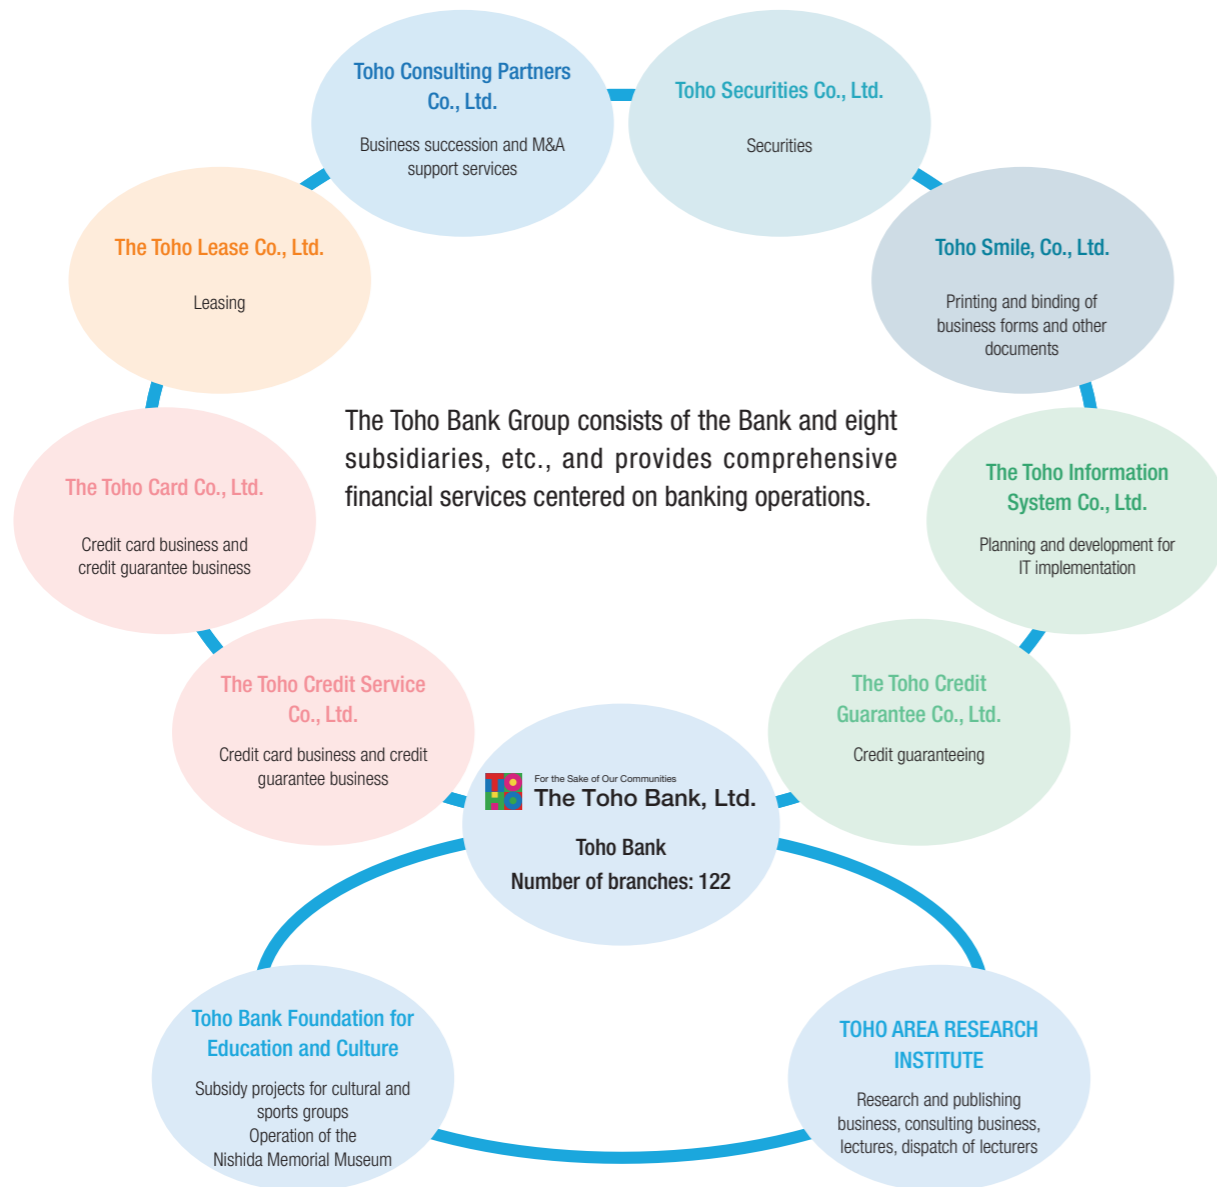 Toho Consulting Partners
Co., Ltd.
Business succession and M&A
support services
Toho Securities Co., Ltd.
Securities
The Toho Lease Co., Ltd.
Leasing
Toho Smile, Co., Ltd.
Printing and binding of
business forms and other
documents
The Toho Bank Group consists of the Bank and eight
subsidiaries, etc., and provides comprehensive
financial services centered on banking operations.
The Toho Card Co., Ltd.
Credit card business and
credit guarantee business
The Toho Information
System Co., Ltd.
Planning and development for
IT implementation
The Toho Credit Service
Co., Ltd.
Credit card business and credit
guarantee business
The Toho Credit
Guarantee Co., Ltd.
Credit guaranteeing
TOHO
For the Sake of Our Communities
The Toho Bank, Ltd.
Toho Bank
Number of branches: 122
Toho Bank Foundation for
Education and Culture
Subsidy projects for cultural and
sports groups
Operation of the
Nishida Memorial Museum
TOHO AREA RESEARCH
INSTITUTE
Research and publishing
business, consulting business,
lectures, dispatch of lecturers